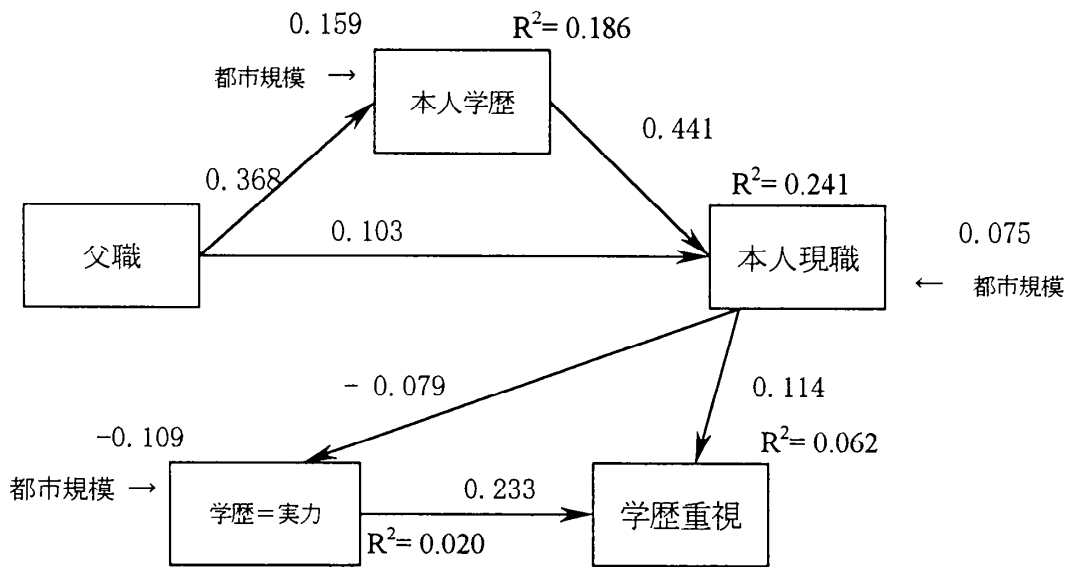 0.159
R²= 0.186
都市規模 →
本人学歴
0.441
0.368
R²= 0.241
父職
0.103
本人現職
0.075
← 都市規模
- 0.079
0.114
-0.109
R²= 0.062
都市規模 →
学歴＝実力
0.233
学歴重視
R²= 0.020